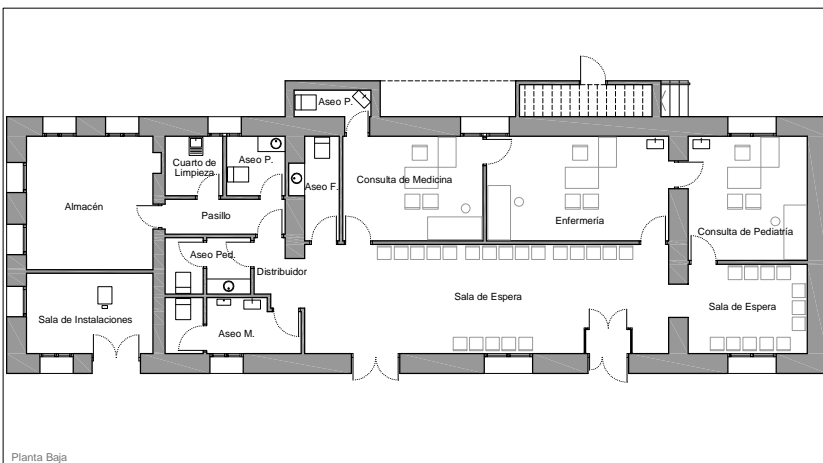 Aseo P.
Cuarto de
Limpieza
Aseo P.
Aseo F.
Consulta de Medicina
Enfermería
Consulta de Pediatría
Almacén
Pasillo
Aseo Ped.
Distribuidor
Sala de Espera
Sala de Espera
Sala de Instalaciones
Aseo M.
Planta Baja